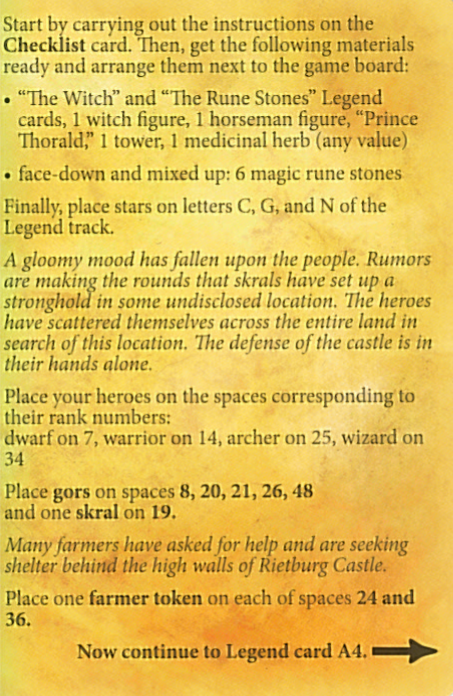 Start by carrying out the instructions on the
Checklist card. Then, get the following materials
ready and arrange them next to the game board:
• “The Witch” and “The Rune Stones” Legend
cards, 1 witch figure, 1 horseman figure, “Prince
Thorald,” 1 tower, 1 medicinal herb (any value)
• face-down and mixed up: 6 magic rune stones
Finally, place stars on letters C, G, and N of the
Legend track.
A gloomy mood has fallen upon the people. Rumors
are making the rounds that skrals have set up a
stronghold in some undisclosed location. The heroes
have scattered themselves across the entire land in
search of this location. The defense of the castle is in
their hands alone.
Place your heroes on the spaces corresponding to
their rank numbers:
dwarf on 7, warrior on 14, archer on 25, wizard on
34
Place gors on spaces 8, 20, 21, 26, 48
and one skral on 19.
Many farmers have asked for help and are seeking
shelter behind the high walls of Rietburg Castle.
Place one farmer token on each of spaces 24 and
36.
Now continue to Legend card A4.